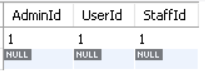 AdminId UserId StaffId
1 1 1
NULL NULL NULL